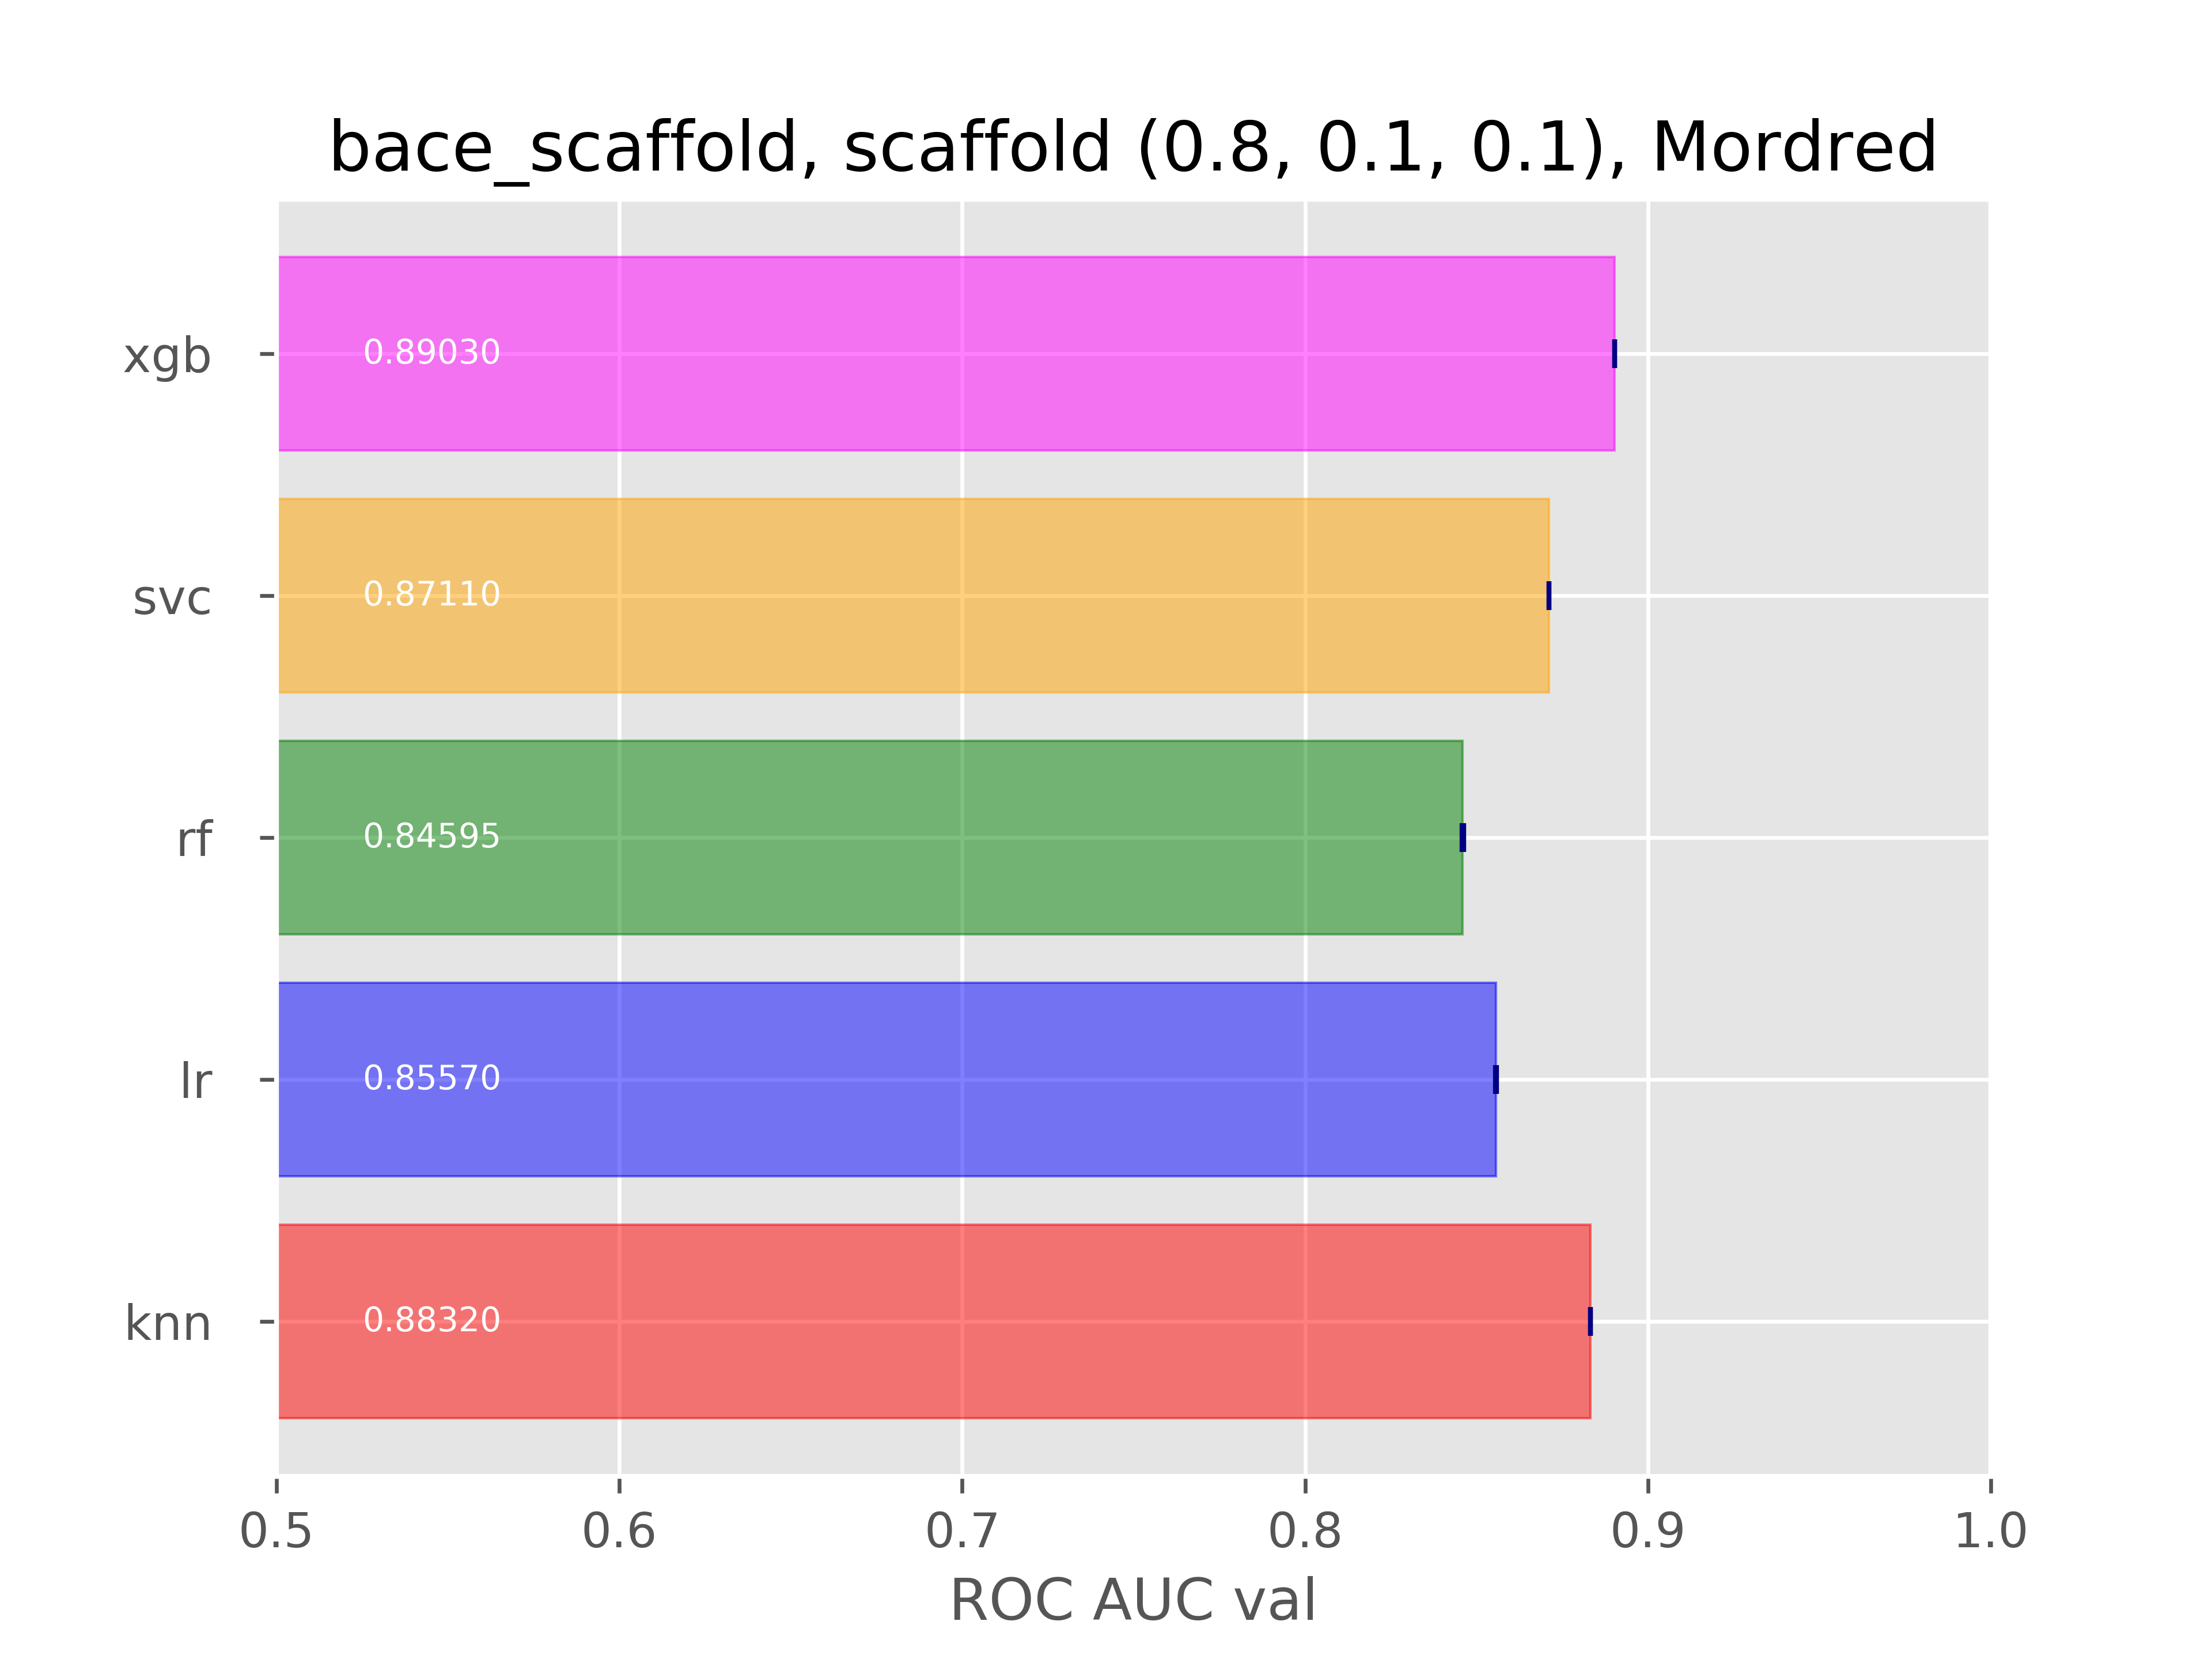 bace_scaffold, scaffold (0.8, 0.1, 0.1), Mordred
xgb
0.89030
svc
0.87110
rf
0.84595
lr
0.85570
knn
0.88320
0.5 0.6 0.7 0.8 0.9 1.0
ROC AUC val